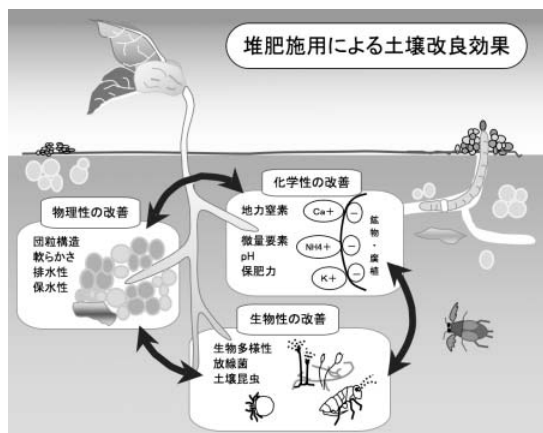 堆肥施用による土壌改良効果
物理性の改善
団粒構造
軟らかさ
排水性
保水性
化学性の改善
地力窒素
微量要素
pH
保肥力
Ca+
NH4+
K+
−
−
−
鉱物・腐植
生物性の改善
生物多様性
放線菌
土壌昆虫